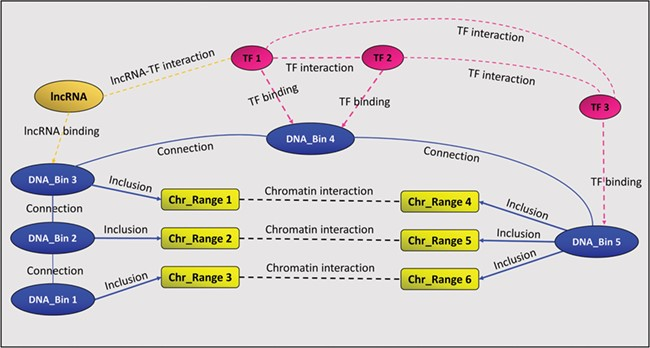 TF interaction
TF 1
TF interaction
TF 2
TF interaction
lncRNA-TF interaction
lncRNA
TF binding
TF binding
TF 3
lncRNA binding
DNA_Bin 4
Connection
Connection
TF binding
DNA_Bin 3
Inclusion
Chr_Range 1
Chromatin interaction
Chr_Range 4
Inclusion
Connection
DNA_Bin 2
Inclusion
Chr_Range 2
Chromatin interaction
Chr_Range 5
Inclusion
DNA_Bin 5
Connection
Inclusion
Chr_Range 3
Chromatin interaction
Chr_Range 6
Inclusion
DNA_Bin 1